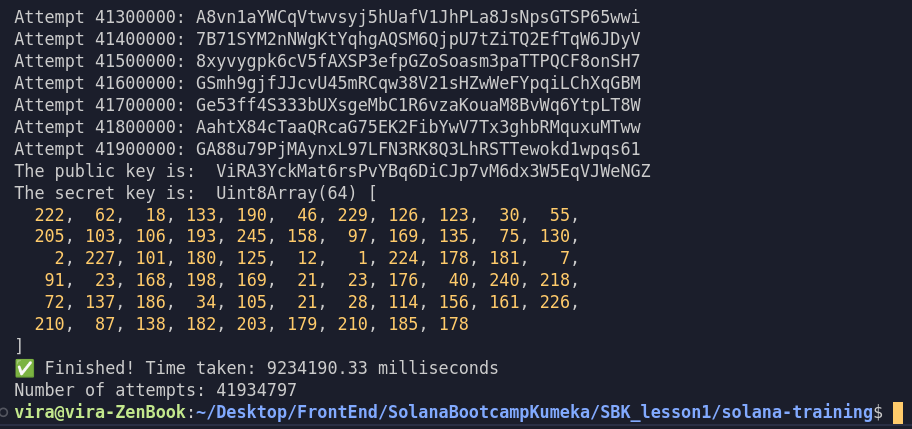 Attempt 41300000: A8vn1aYWCqVtwvsyj5hUafV1JhPLa8JsNpsGTSP65wwi
Attempt 41400000: 7B71SYM2nNWgKtYqhgAQSM6QjpU7tZiTQ2EfTqW6JDyV
Attempt 41500000: 8xyvygpk6cV5fAXSP3efpGZoSoasm3paTTPQCF8onSH7
Attempt 41600000: GSmh9gjfJJcvU45mRCqw38V21sHZwWeFYpqiLChXqGBM
Attempt 41700000: Ge53ff4S333bUXsgeMbC1R6vzaKouaM8BvWq6YtpLT8W
Attempt 41800000: AahtX84cTaaQRcaG75EK2FibYwV7Tx3ghbRMquxuMTww
Attempt 41900000: GA88u79PjMAynxL97LFN3RK8Q3LhRSTTewokd1wpqs61
The public key is:  ViRA3YckMat6rsPvYBq6DiCJp7vM6dx3W5EqVJWeNGZ
The secret key is:  Uint8Array(64) [
  222,  62,  18, 133, 190,  46, 229, 126, 123,  30,  55,
  205, 103, 106, 193, 245, 158,  97, 169, 135,  75, 130,
    2, 227, 101, 180, 125,  12,   1, 224, 178, 181,   7,
   91,  23, 168, 198, 169,  21,  23, 176,  40, 240, 218,
   72, 137, 186,  34, 105,  21,  28, 114, 156, 161, 226,
  210,  87, 138, 182, 203, 179, 210, 185, 178
]
✅ Finished! Time taken: 9234190.33 milliseconds
Number of attempts: 41934797
vira@vira-ZenBook:~/Desktop/FrontEnd/SolanaBootcampKumeka/SBK_lesson1/solana-training$